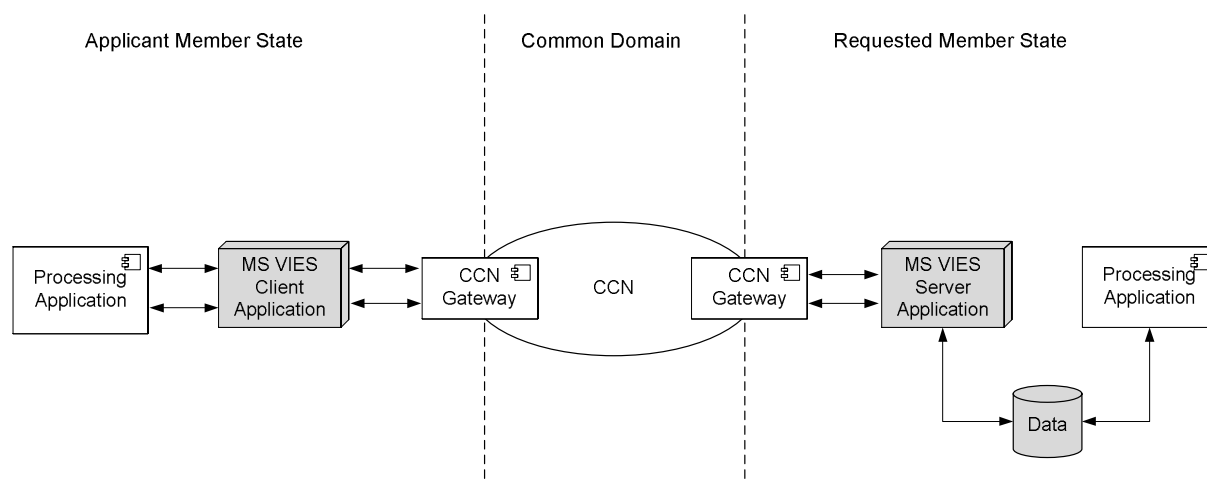 Applicant Member State
Common Domain
Requested Member State
Processing
Application
MS VIES
Client
Application
CCN
Gateway
CCN
CCN
Gateway
MS VIES
Server
Application
Processing
Application
Data